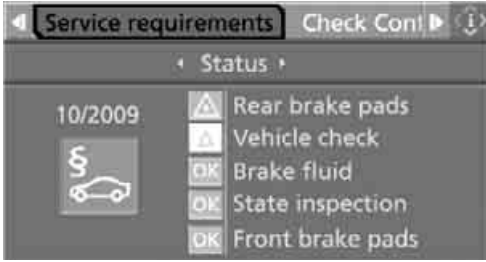 Service requirements Check Cont
Status
10/2009
Rear brake pads
Vehicle check
OK Brake fluid
OK State inspection
OK Front brake pads
§